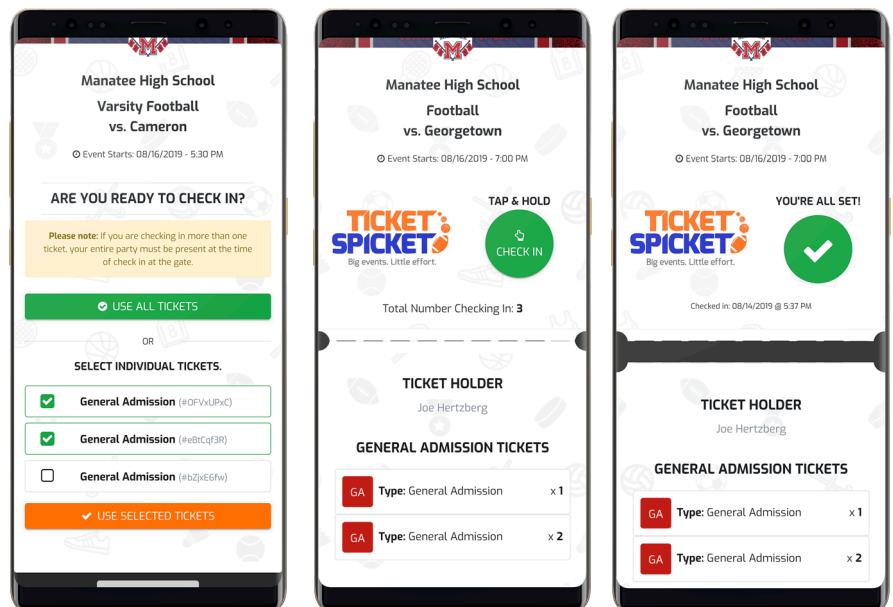 Manatee High School
Varsity Football
vs. Cameron
Event Starts: 08/16/2019 - 5:30 PM
ARE YOU READY TO CHECK IN?
Please note: If you are checking in more than one
ticket, your entire party must be present at the time
of check in at the gate.
USE ALL TICKETS
OR
SELECT INDIVIDUAL TICKETS.
General Admission (#OFVxUPxC)
General Admission (#eBtCqf3R)
General Admission (#bZjxE6fw)
USE SELECTED TICKETS
M
Manatee High School
Football
vs. Georgetown
Event Starts: 08/16/2019 - 7:00 PM
TICKET
SPICKET
Big events. Little effort.
TAP & HOLD
CHECK IN
Total Number Checking In: 3
TICKET HOLDER
Joe Hertzberg
GENERAL ADMISSION TICKETS
GA Type: General Admission x 1
GA Type: General Admission x 2
M
Manatee High School
Football
vs. Georgetown
Event Starts: 08/16/2019 - 7:00 PM
TICKET
SPICKET
Big events. Little effort.
YOU'RE ALL SET!
Checked in: 08/14/2019 @ 5:37 PM
TICKET HOLDER
Joe Hertzberg
GENERAL ADMISSION TICKETS
GA Type: General Admission x 1
GA Type: General Admission x 2